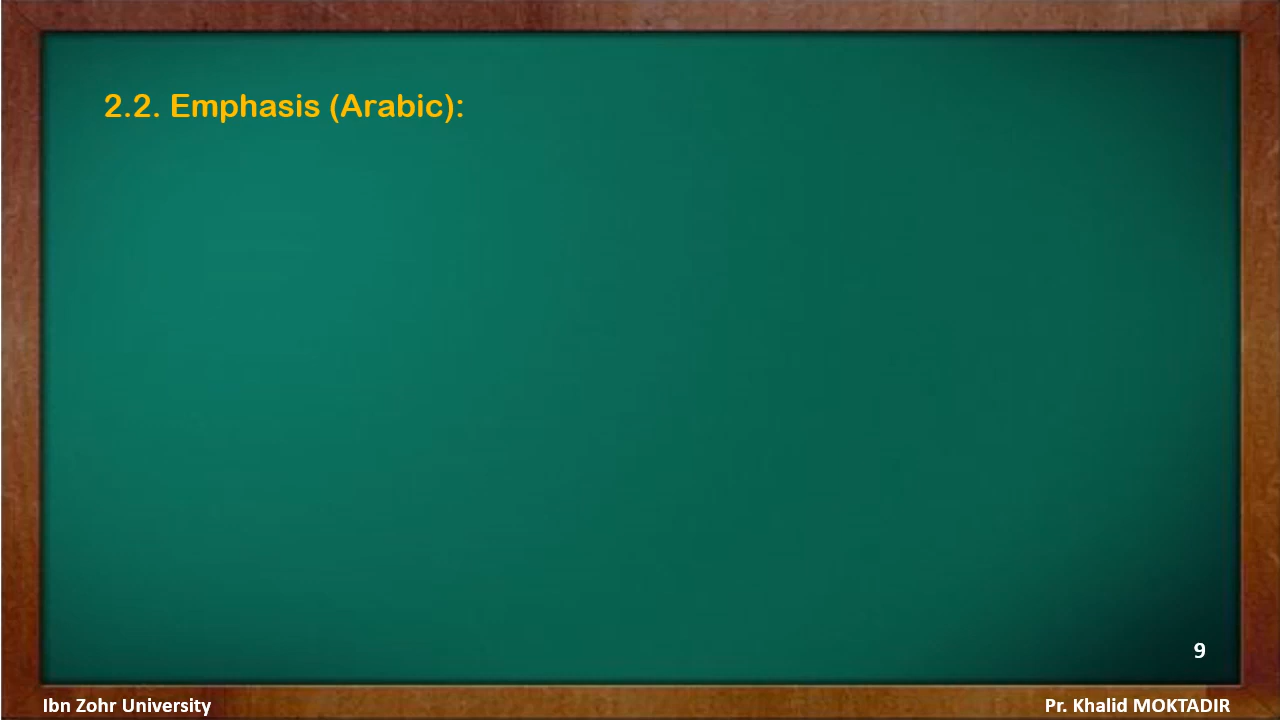 2.2. Emphasis (Arabic):
9
Ibn Zohr University
Pr. Khalid MOKTADIR